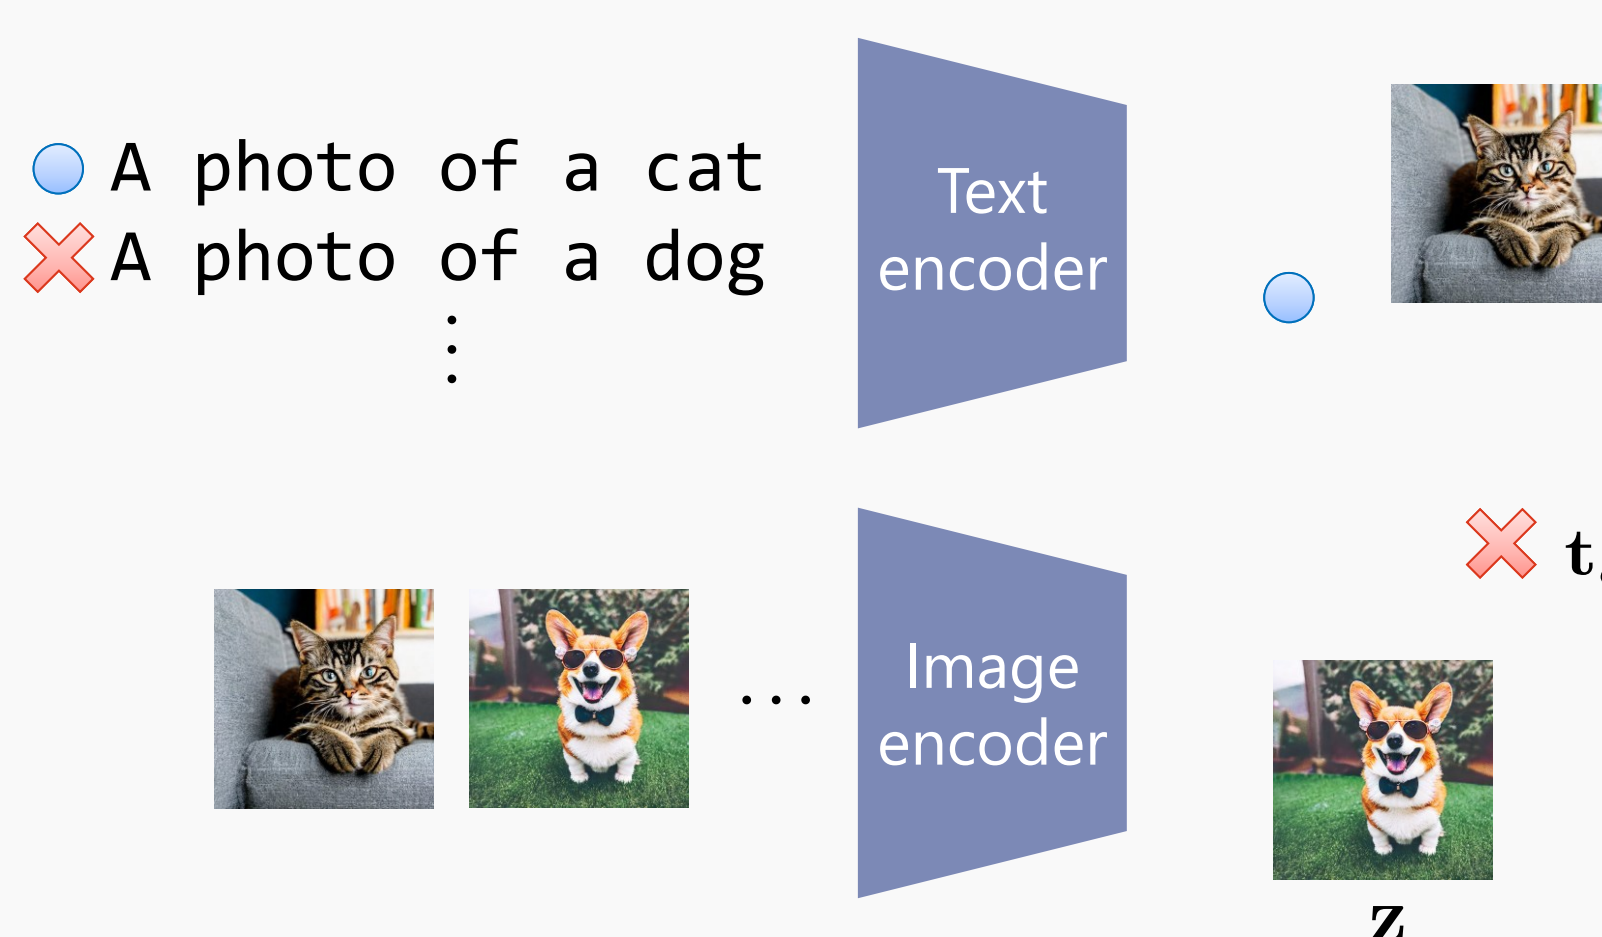 A photo of a cat
A photo of a dog
Text
encoder
Image
encoder
z